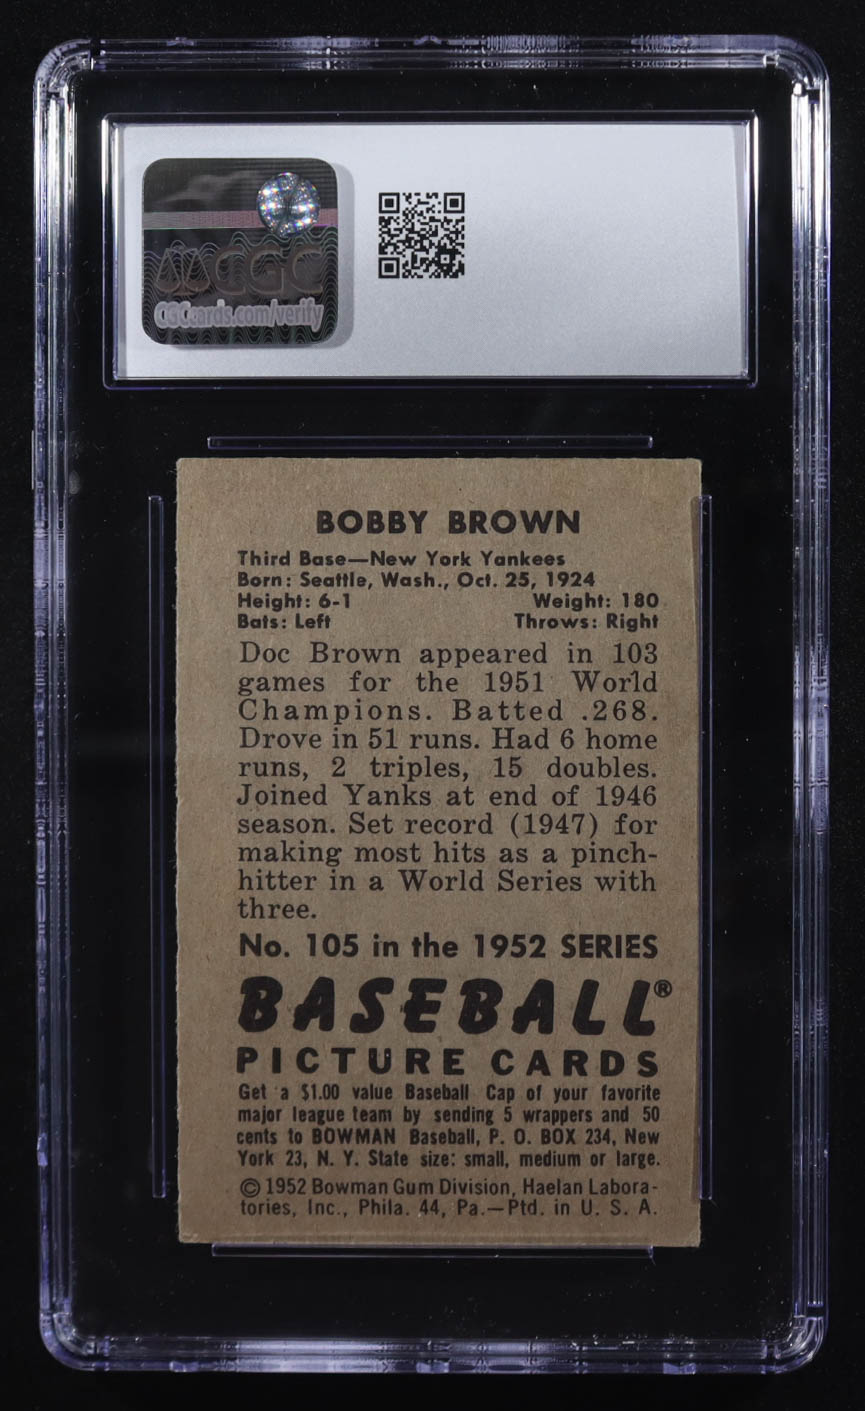 CGC
CGCcards.com/verify
BOBBY BROWN
Third Base—New York Yankees
Born: Seattle, Wash., Oct. 25, 1924
Height: 6-1 Weight: 180
Bats: Left Throws: Right
Doc Brown appeared in 103
games for the 1951 World
Champions. Batted .268.
Drove in 51 runs. Had 6 home
runs, 2 triples, 15 doubles.
Joined Yanks at end of 1946
season. Set record (1947) for
making most hits as a pinch-
hitter in a World Series with
three.
No. 105 in the 1952 SERIES
BASEBALL®
PICTURE CARDS
Get a $1.00 value Baseball Cap of your favorite
major league team by sending 5 wrappers and 50
cents to BOWMAN Baseball, P. O. BOX 234, New
York 23, N. Y. State size: small, medium or large.
© 1952 Bowman Gum Division, Haelan Labora-
tories, Inc., Phila. 44, Pa.—Ptd. in U. S. A.